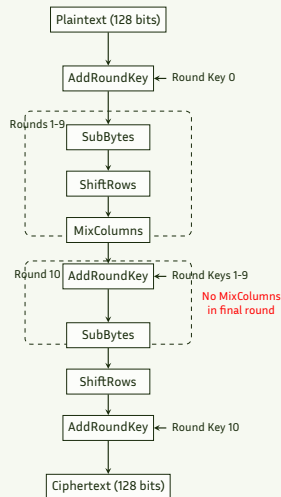 Plaintext (128 bits)
AddRoundKey
Round Key 0
Rounds 1-9
SubBytes
ShiftRows
MixColumns
Round 10
AddRoundKey
Round Keys 1-9
No MixColumns
in final round
SubBytes
ShiftRows
AddRoundKey
Round Key 10
Ciphertext (128 bits)